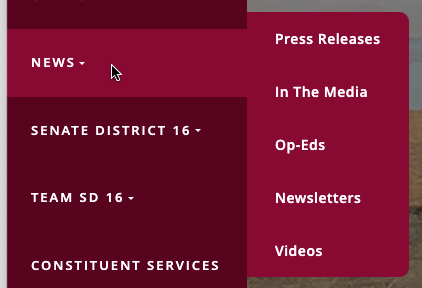 NEWS
SENATE DISTRICT 16
TEAM SD 16
CONSTITUENT SERVICES
Press Releases
In The Media
Op-Eds
Newsletters
Videos